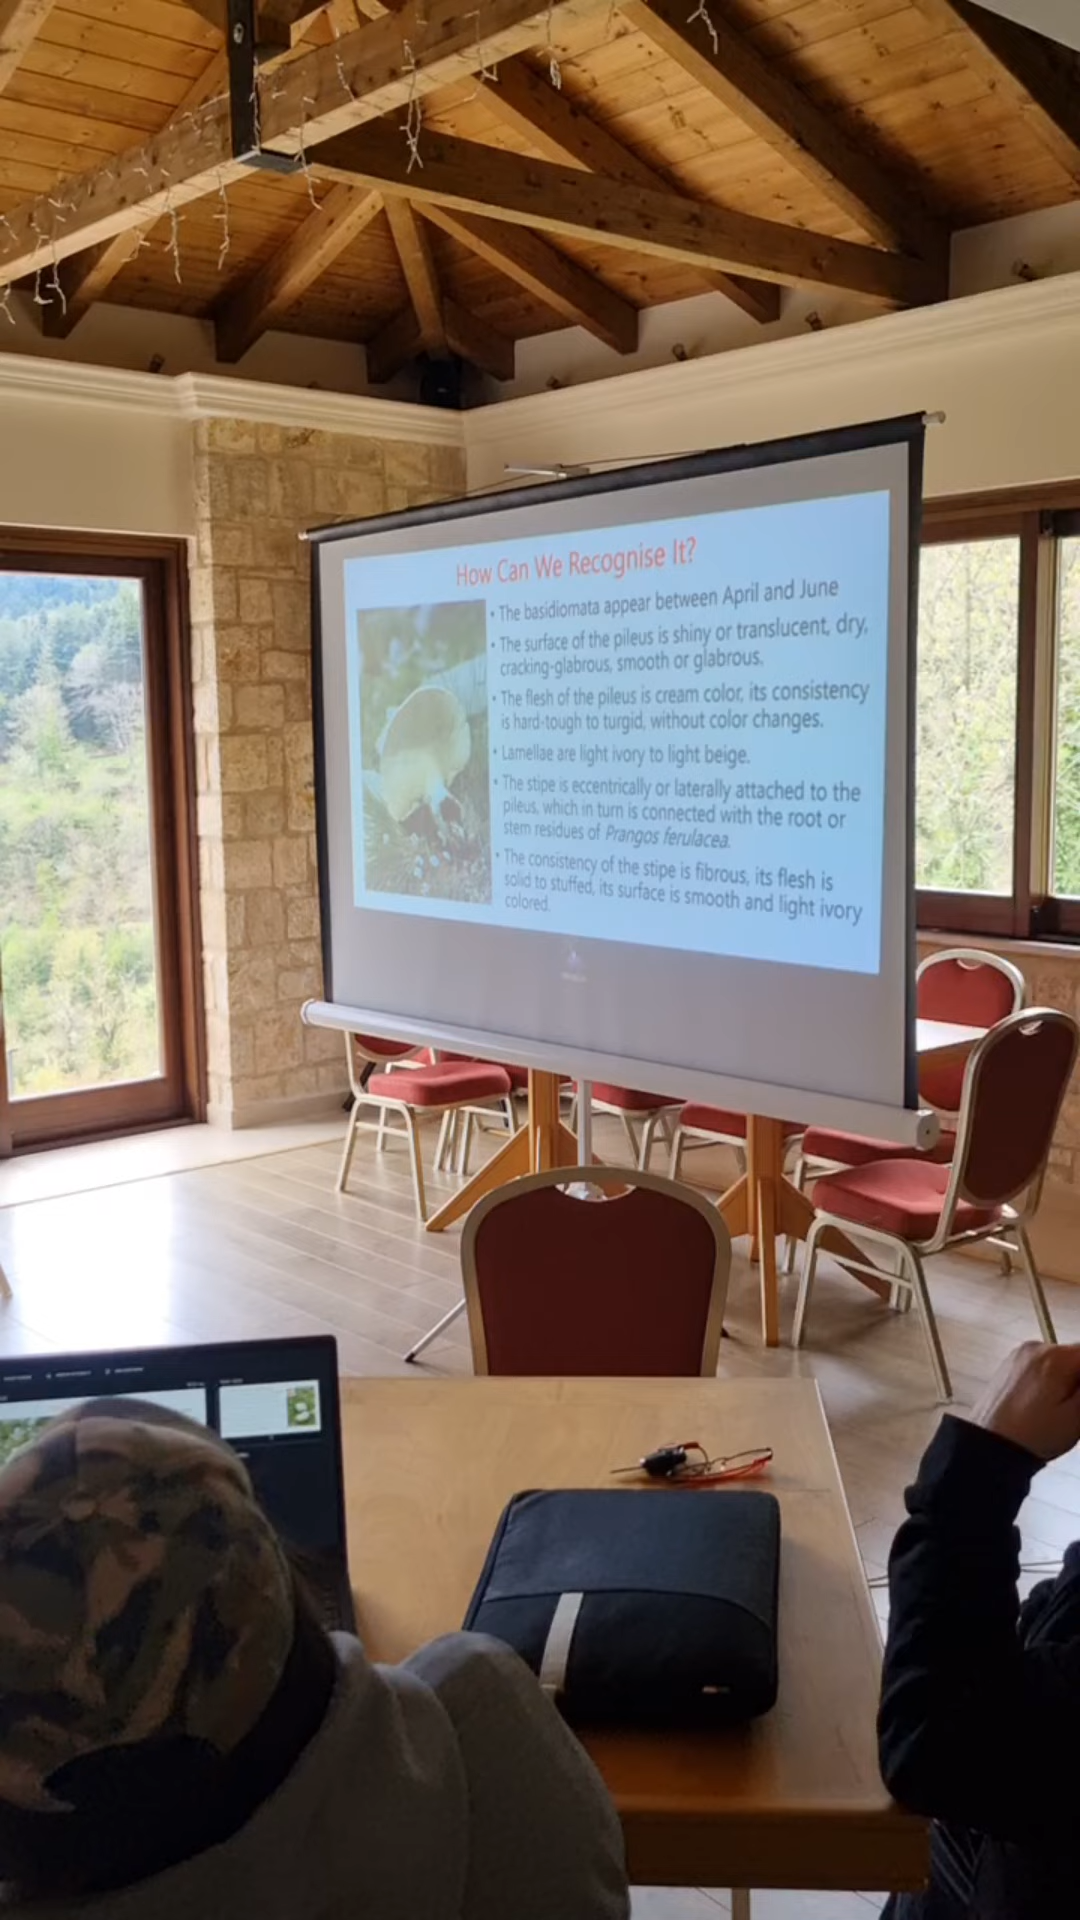 How Can We Recognise It?
• The basidiomata appear between April and June
• The surface of the pileus is shiny or translucent, dry,
cracking-glabrous, smooth or glabrous.
• The flesh of the pileus is cream color, its consistency
is hard-tough to turgid, without color changes.
• Lamellae are light ivory to light beige.
• The stipe is eccentrically or laterally attached to the
pileus, which in turn is connected with the root or
stem residues of Prangos ferulacea.
• The consistency of the stipe is fibrous, its flesh is
solid to stuffed, its surface is smooth and light ivory
colored.